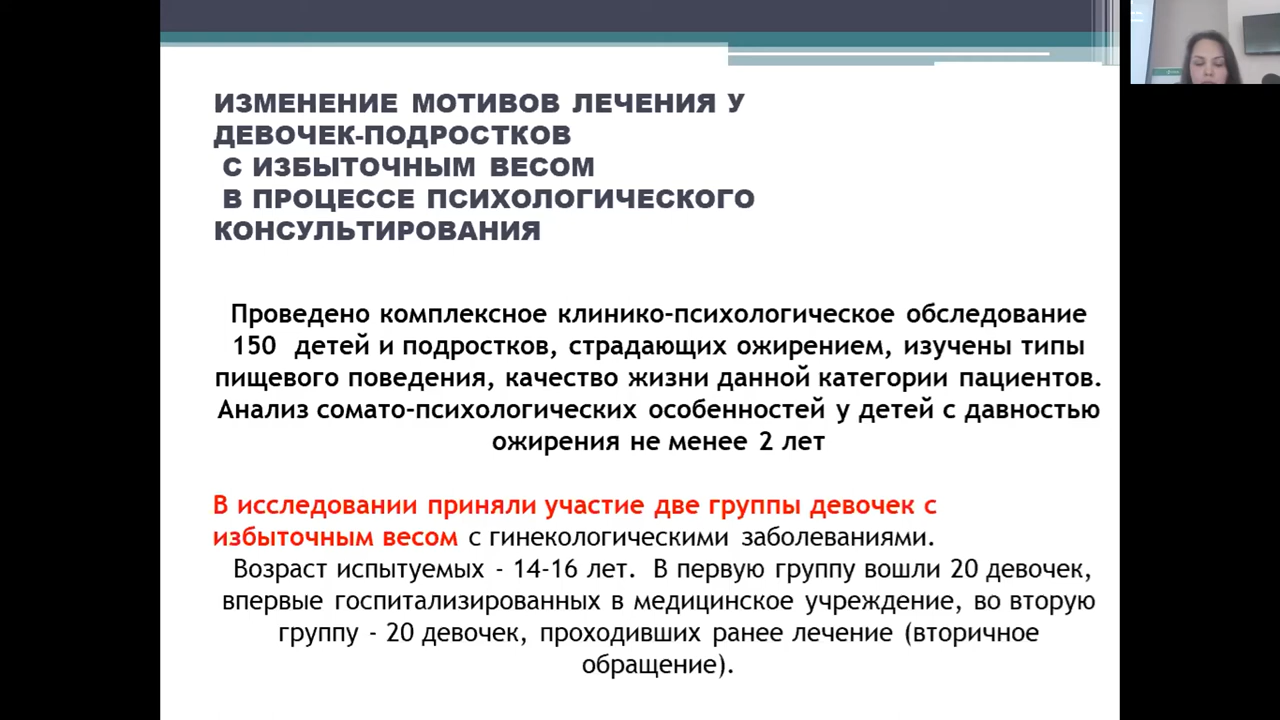 ИЗМЕНЕНИЕ МОТИВОВ ЛЕЧЕНИЯ У
ДЕВОЧЕК-ПОДРОСТКОВ
С ИЗБЫТОЧНЫМ ВЕСОМ
В ПРОЦЕССЕ ПСИХОЛОГИЧЕСКОГО
КОНСУЛЬТИРОВАНИЯ
Проведено комплексное клинико-психологическое обследование
150 детей и подростков, страдающих ожирением, изучены типы
пищевого поведения, качество жизни данной категории пациентов.
Анализ сомато-психологических особенностей у детей с давностью
ожирения не менее 2 лет
В исследовании приняли участие две группы девочек с
избыточным весом с гинекологическими заболеваниями.
Возраст испытуемых - 14-16 лет. В первую группу вошли 20 девочек,
впервые госпитализированных в медицинское учреждение, во вторую
группу - 20 девочек, проходивших ранее лечение (вторичное
обращение).